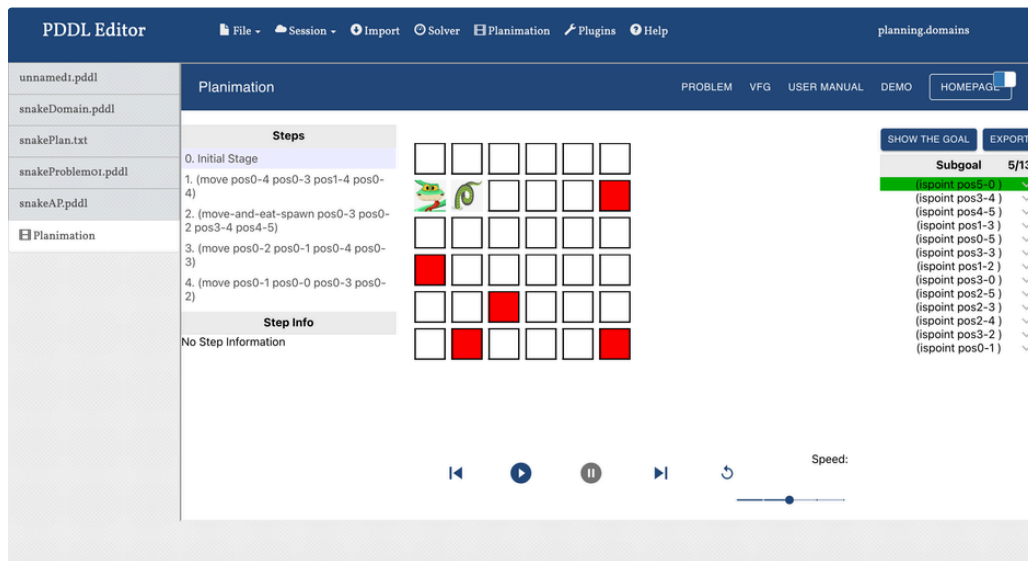 PDDL Editor
File
Session
Import
Solver
Planimation
Plugins
Help
planning.domains
unnamed1.pddl
snakeDomain.pddl
snakePlan.txt
snakeProblem01.pddl
snakeAP.pddl
Planimation
Planimation
PROBLEM
VFG
USER MANUAL
DEMO
HOMEPAGE
Steps
0. Initial Stage
1. (move pos0-4 pos0-3 pos1-4 pos0-
4)
2. (move-and-eat-spawn pos0-3 pos0-
2 pos3-4 pos4-5)
3. (move pos0-2 pos0-1 pos0-4 pos0-
3)
4. (move pos0-1 pos0-0 pos0-3 pos0-
2)
Step Info
No Step Information
SHOW THE GOAL
EXPORT
Subgoal 5/13
(ispoint pos5-0 )
(ispoint pos3-4 )
(ispoint pos4-5 )
(ispoint pos1-3 )
(ispoint pos0-5 )
(ispoint pos3-3 )
(ispoint pos1-2 )
(ispoint pos3-0 )
(ispoint pos2-5 )
(ispoint pos2-3 )
(ispoint pos2-4 )
(ispoint pos3-2 )
(ispoint pos0-1 )
Speed: